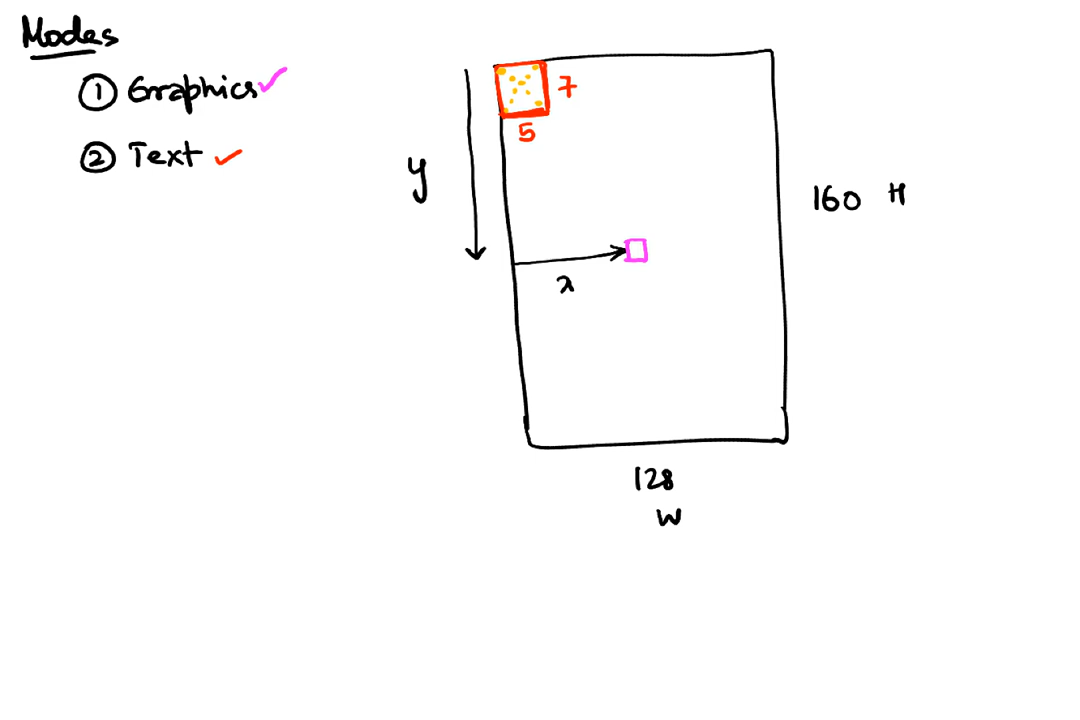 Modes
① Graphics ✓
② Text ✓
7
5
y
160 H
x
128
W